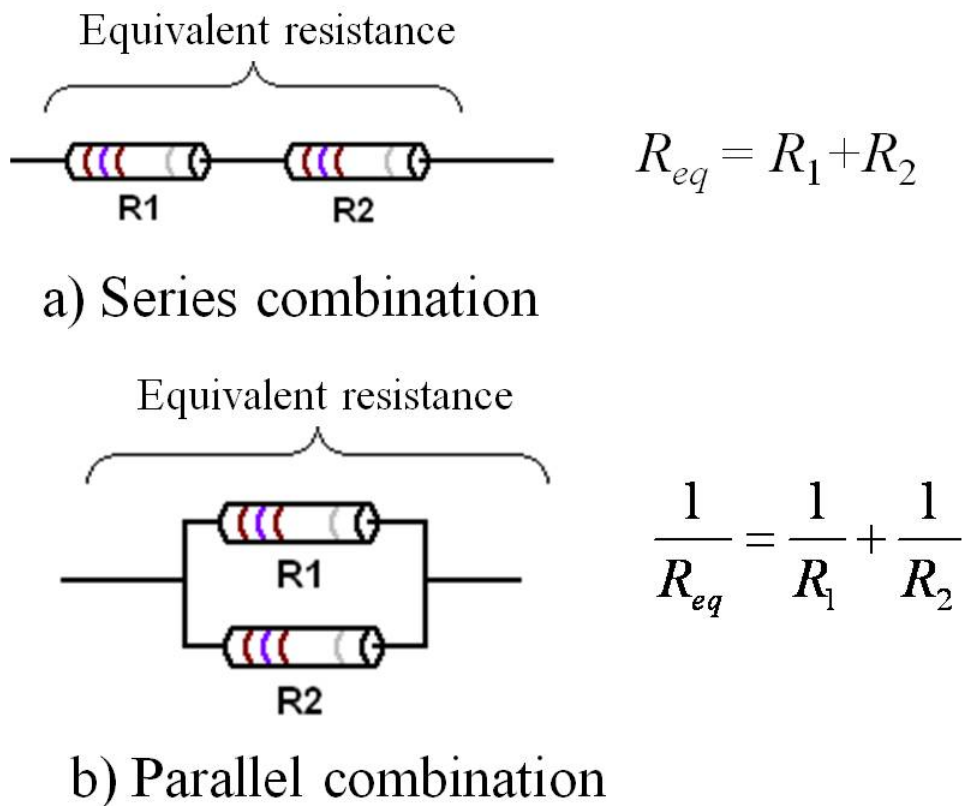 Equivalent resistance
R1 R2
R_eq = R_1+R_2
a) Series combination
Equivalent resistance
R1
1/R_eq = 1/R_1 + 1/R_2
R2
b) Parallel combination